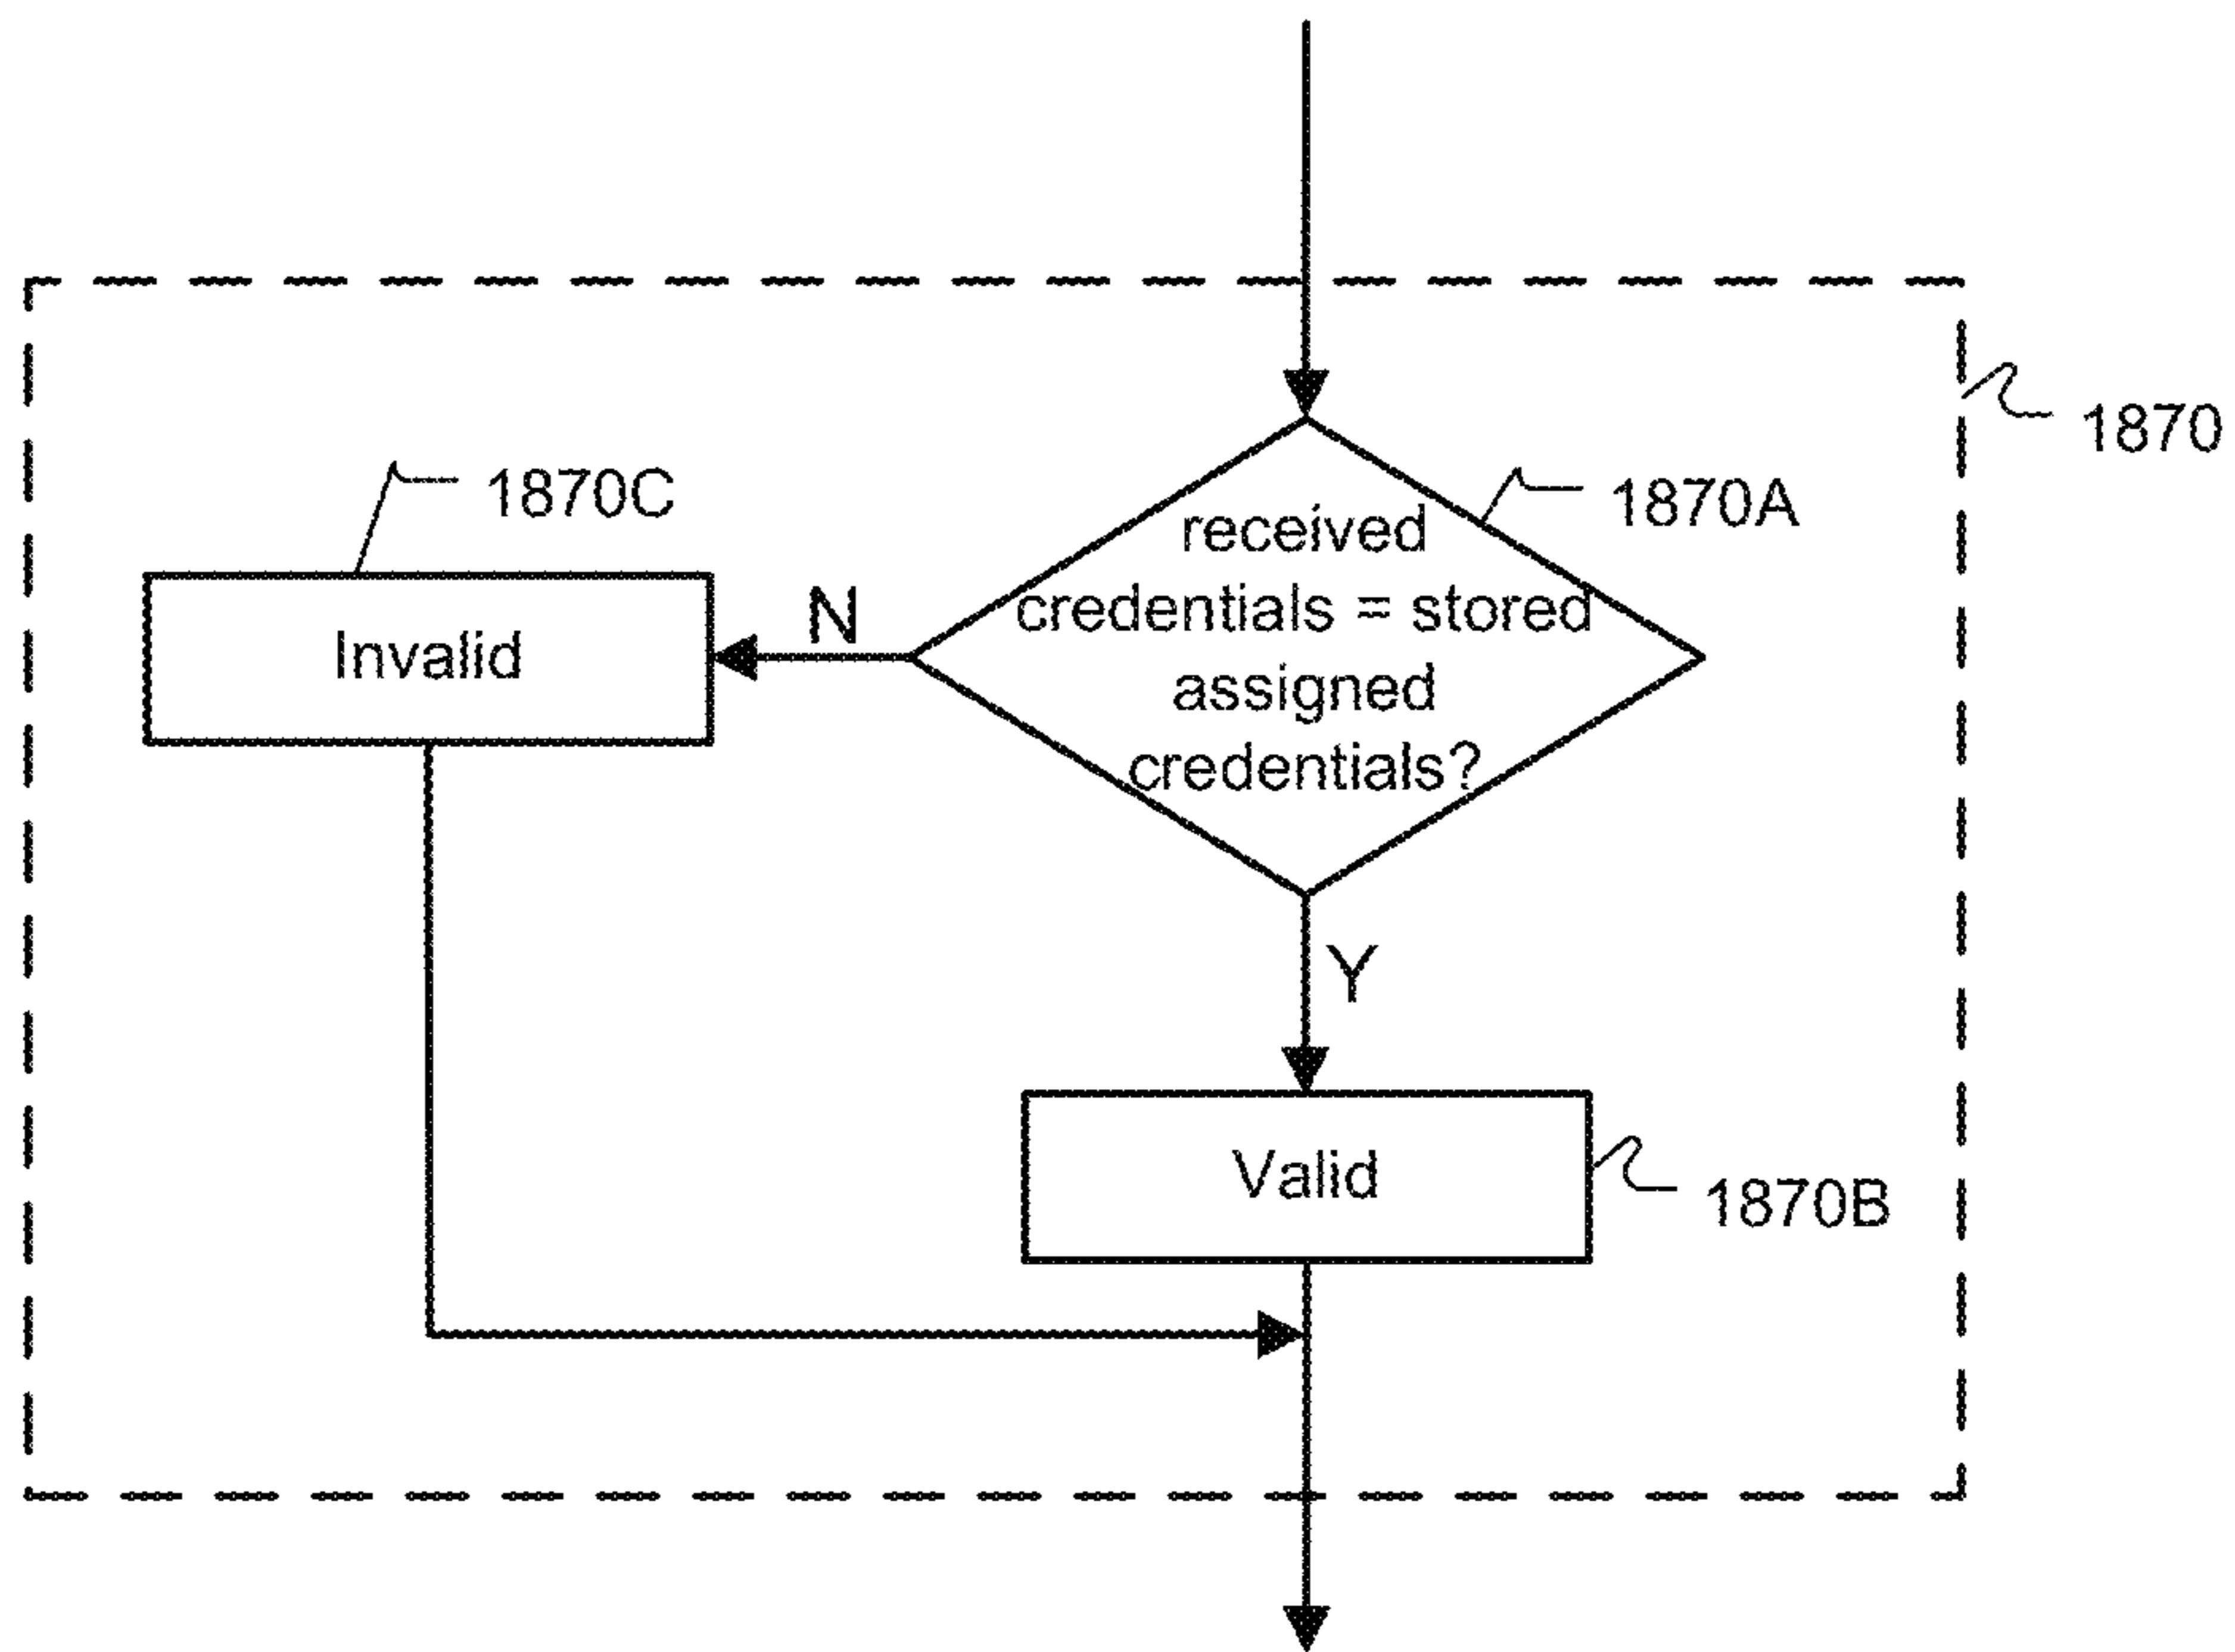 1870
1870C
1870A
received
credentials = stored
assigned
credentials?
N
Invalid
Y
Valid
1870B